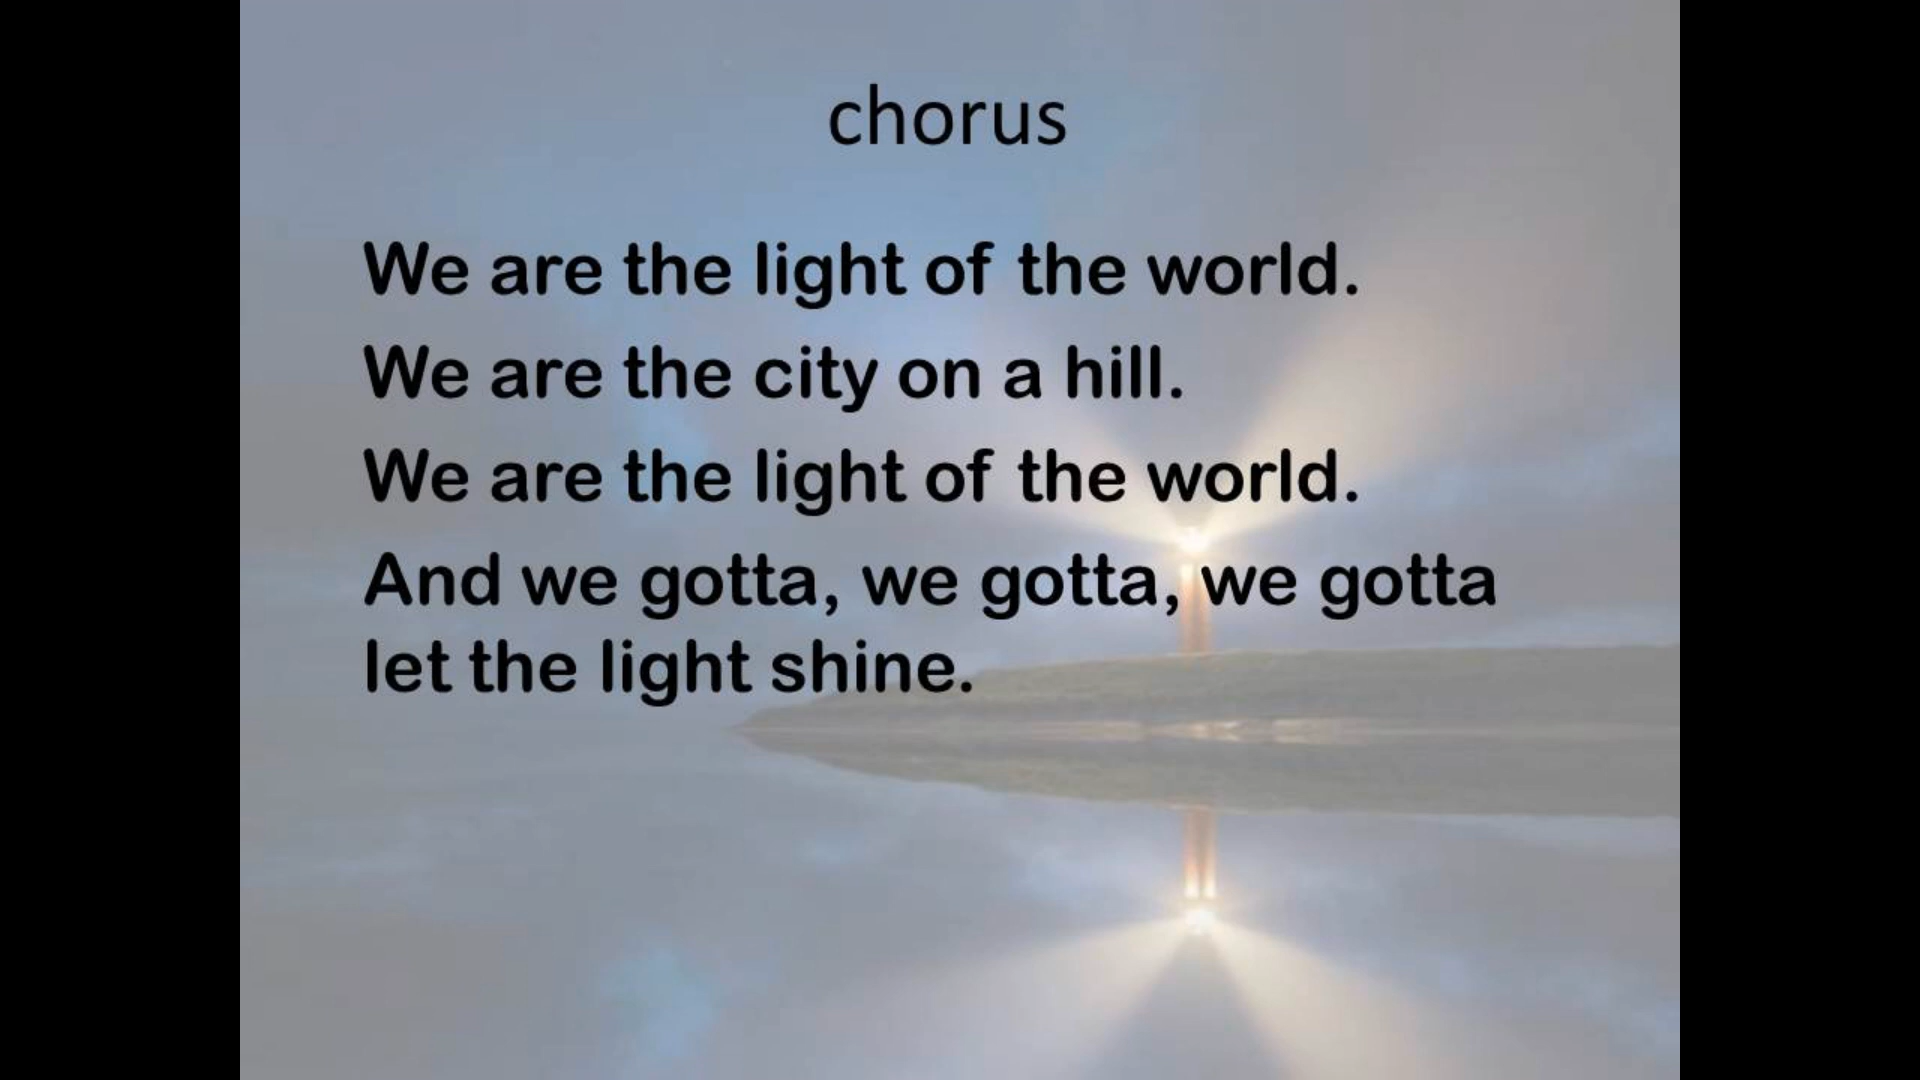 chorus
We are the light of the world.
We are the city on a hill.
We are the light of the world.
And we gotta, we gotta, we gotta
let the light shine.